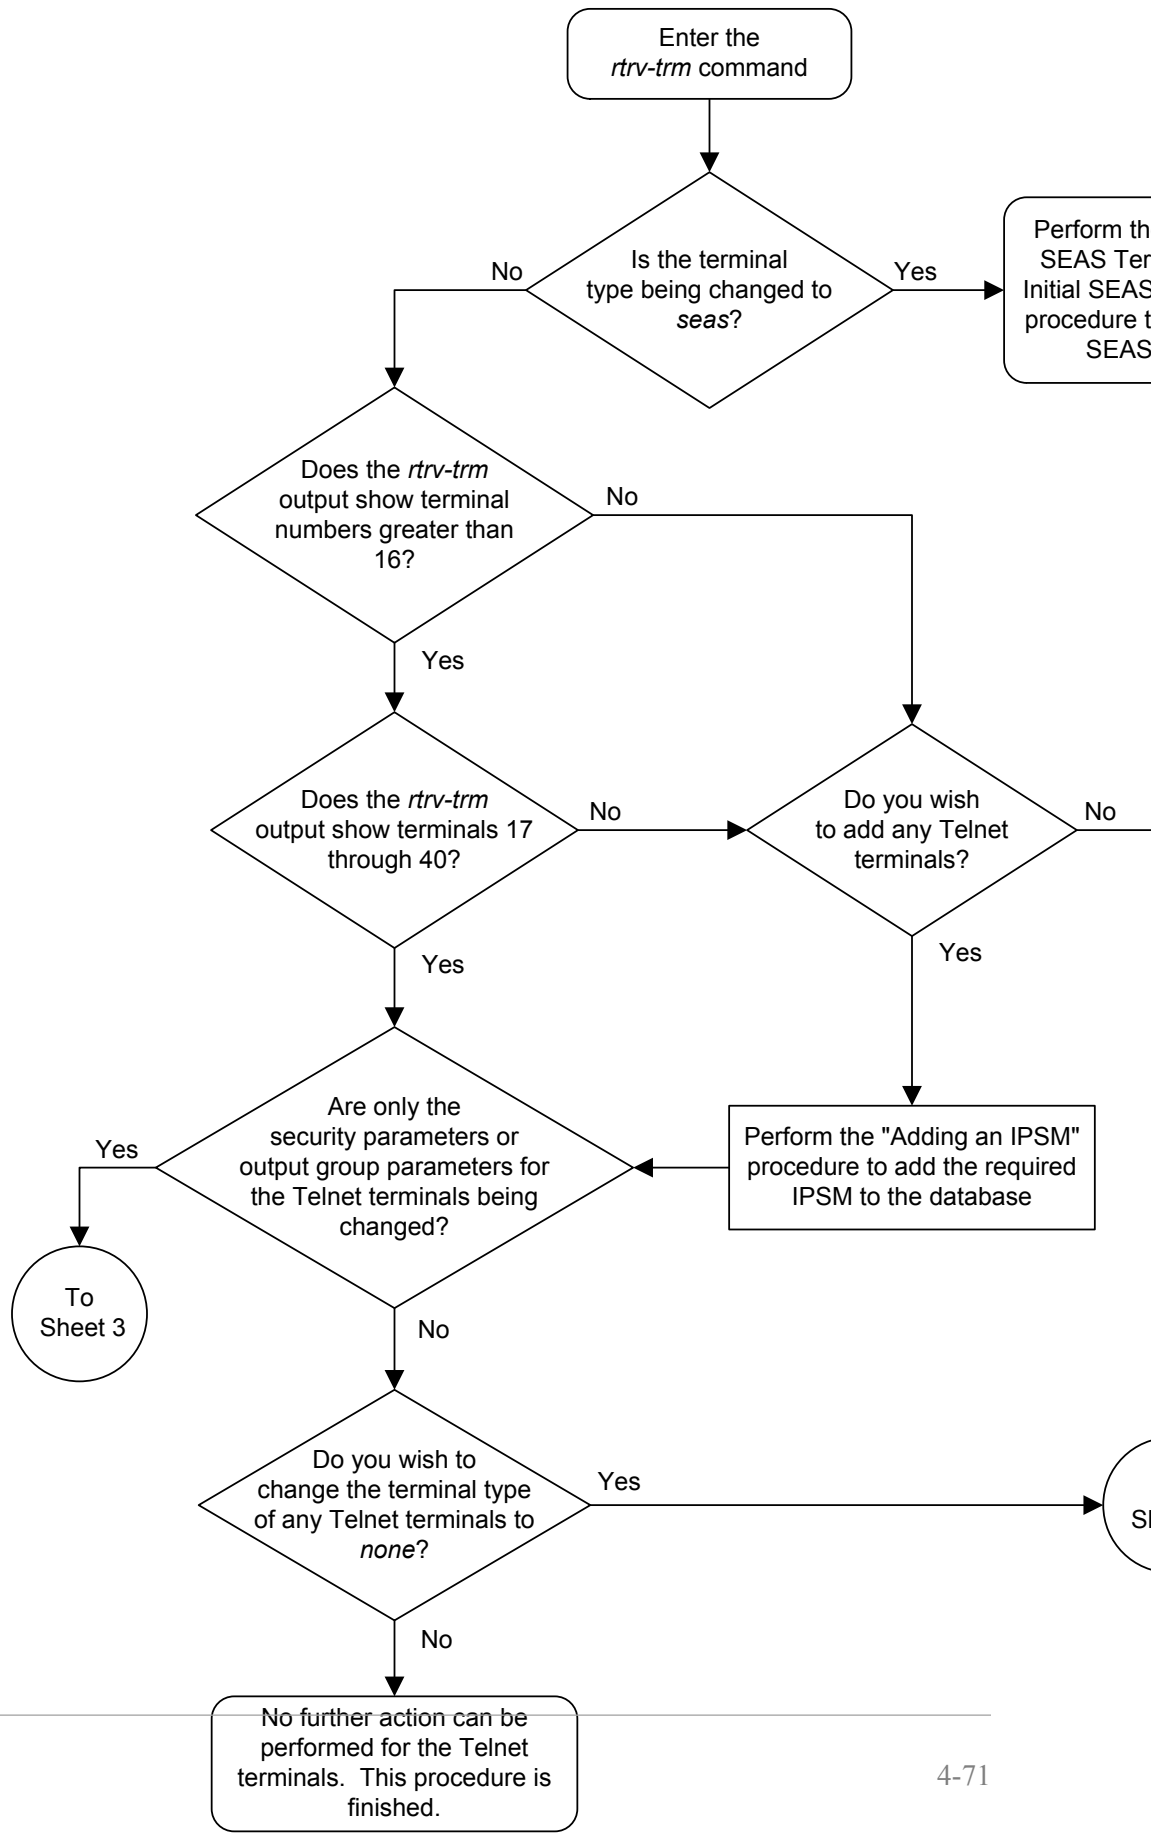 Enter the
rtrv-trm command
Is the terminal
type being changed to
seas?
No
Yes
Perform th
SEAS Ter
Initial SEAS
procedure t
SEAS
Does the rtrv-trm
output show terminal
numbers greater than
16?
No
Yes
Does the rtrv-trm
output show terminals 17
through 40?
No
Do you wish
to add any Telnet
terminals?
No
Yes
Yes
Are only the
security parameters or
output group parameters for
the Telnet terminals being
changed?
Yes
Perform the "Adding an IPSM"
procedure to add the required
IPSM to the database
To
Sheet 3
No
Do you wish to
change the terminal type
of any Telnet terminals to
none?
Yes
No
No further action can be
performed for the Telnet
terminals. This procedure is
finished.
4-71